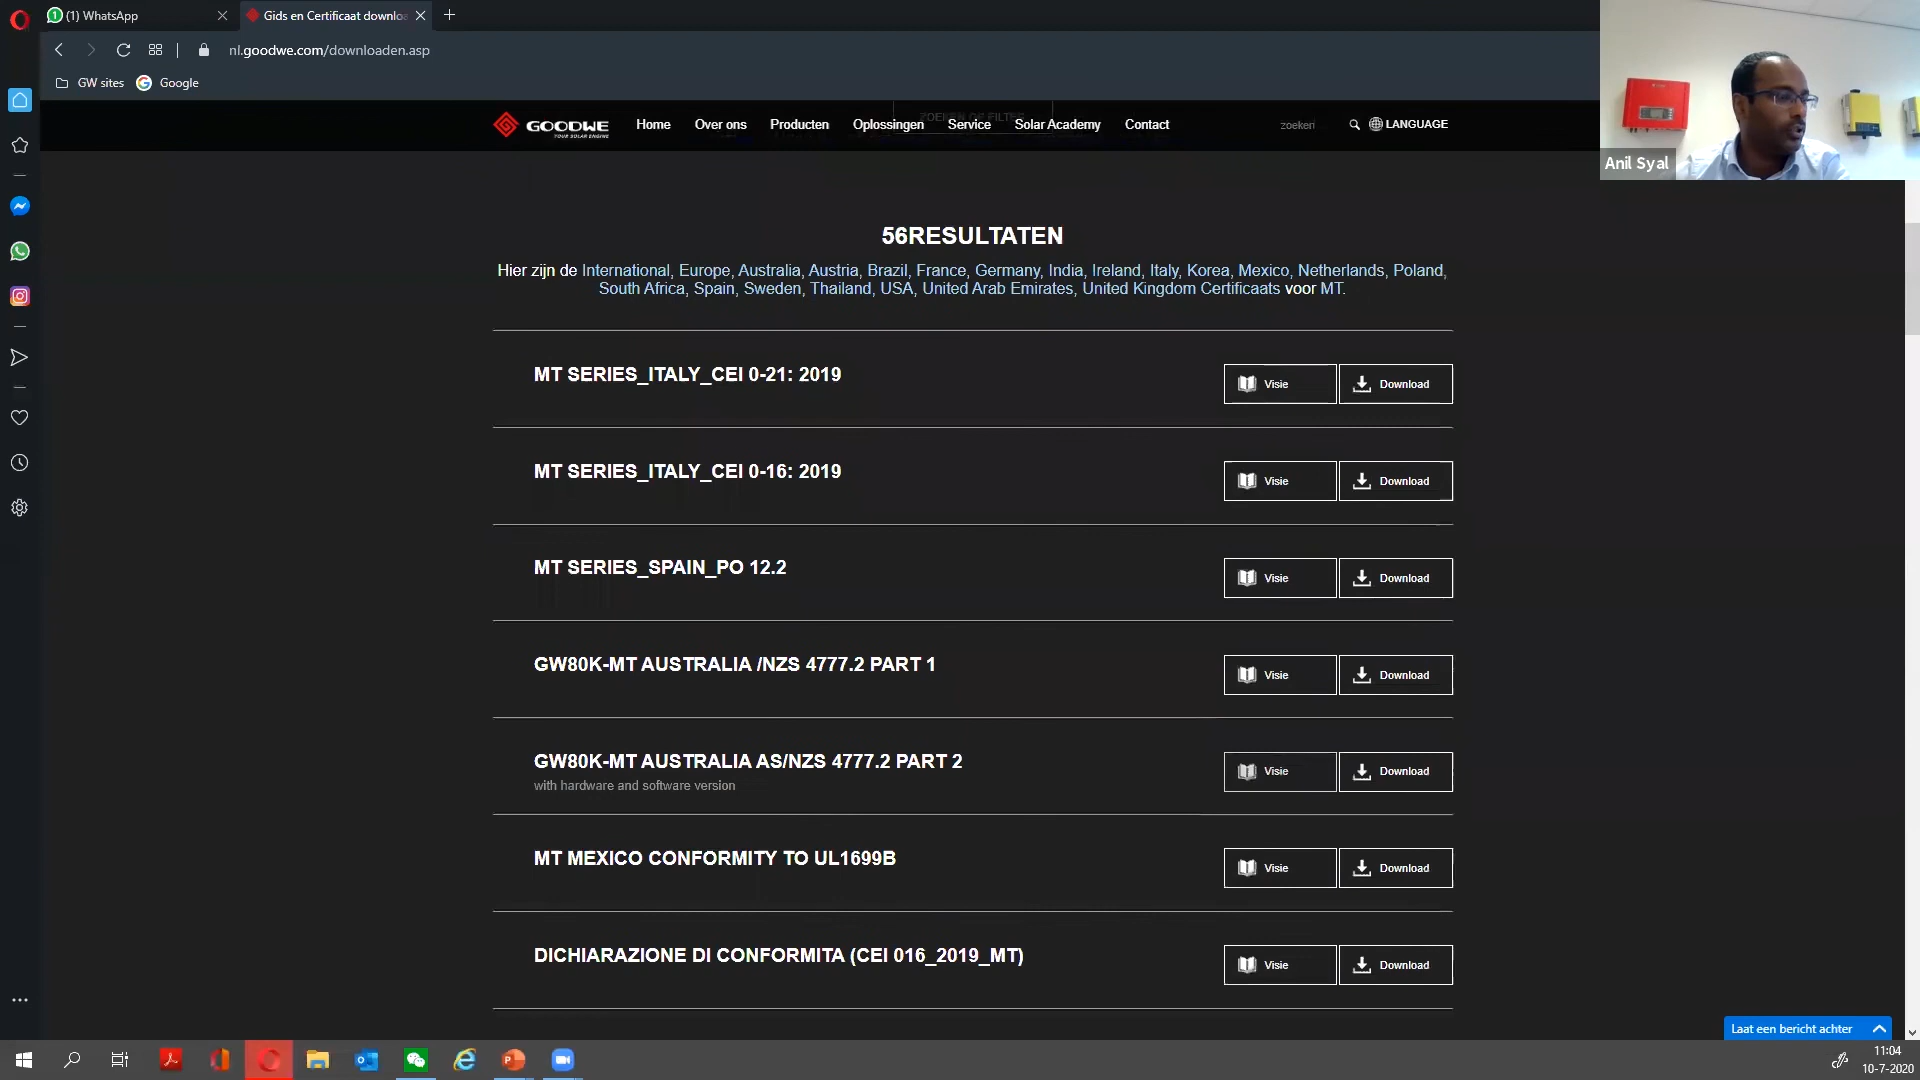 (1) WhatsApp
Gids en Certificaat downloa
nl.goodwe.com/downloaden.asp
GW sites
Google
GOODWE
YOUR SOLAR ENGINE
Home
Over ons
Producten
Oplossingen
Service
Solar Academy
Contact
zoeken
LANGUAGE
Anil Syal
56RESULTATEN
Hier zijn de International, Europe, Australia, Austria, Brazil, France, Germany, India, Ireland, Italy, Korea, Mexico, Netherlands, Poland,
South Africa, Spain, Sweden, Thailand, USA, United Arab Emirates, United Kingdom Certificaats voor MT.
MT SERIES_ITALY_CEI 0-21: 2019
Visie
Download
MT SERIES_ITALY_CEI 0-16: 2019
Visie
Download
MT SERIES_SPAIN_PO 12.2
Visie
Download
GW80K-MT AUSTRALIA /NZS 4777.2 PART 1
Visie
Download
GW80K-MT AUSTRALIA AS/NZS 4777.2 PART 2
with hardware and software version
Visie
Download
MT MEXICO CONFORMITY TO UL1699B
Visie
Download
DICHIARAZIONE DI CONFORMITA (CEI 016_2019_MT)
Visie
Download
Laat een bericht achter
11:04
10-7-2020